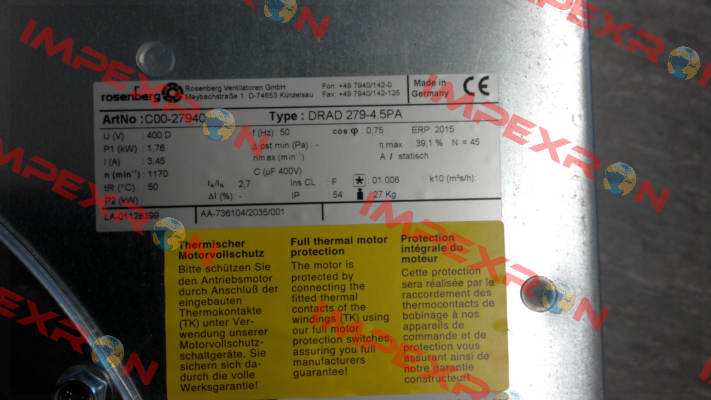 rosenberg
Rosenberg Ventilatoren GmbH
Maybachstraße 1 D-74653 Künzelsau
Fon: +49 7940/142-0
Fax: +49 7940/142-125
Made in
Germany
CE
ArtNo : C00-27940
Type : DRAD 279-4.5PA
U (V) : 400 D
f (Hz) : 50
cos φ : 0,75
ERP: 2015
P1 (kW) : 1,76
Δ pst min (Pa) : -
η max : 39,1% N = 45
I (A) : 3,45
n max (min⁻¹) :
A / statisch
n (min⁻¹) : 1170
C (µF 400V)
tR (°C) : 50
Iₐ/Iₙ : 2,7
Ins CL : F
01.006
k10 (m²s/h):
P2 (kW)
ΔI (%) : -
IP 54
27 Kg
LA-01128399
AA-736104/2035/001
Thermischer
Motorvollschutz
Bitte schützen Sie
den Antriebsmotor
durch Anschluß der
eingebauten
Thermokontakte
(TK) unter Ver-
wendung unserer
Motorvollschutz-
schaltgeräte. Sie
sichern sich da-
durch die volle
Werksgarantie!
Full thermal motor
protection
The motor is
protected by
connecting the
fitted thermal
contacts of the
windings (TK) using
our full motor
protection switches,
assuring you full
manufacturers
guarantee!
Protection
intégrale du
moteur
Cette protection
sera réalisée par le
raccordement des
thermocontacts de
bobinage à nos
appareils de
commande et de
protection vous
assurant ainsi de
notre garantie
constructeur!
IMPEXRON
IMPEXRON
IMPEXRON
IMPEXRON
IMPEXRON
IMPEXRON